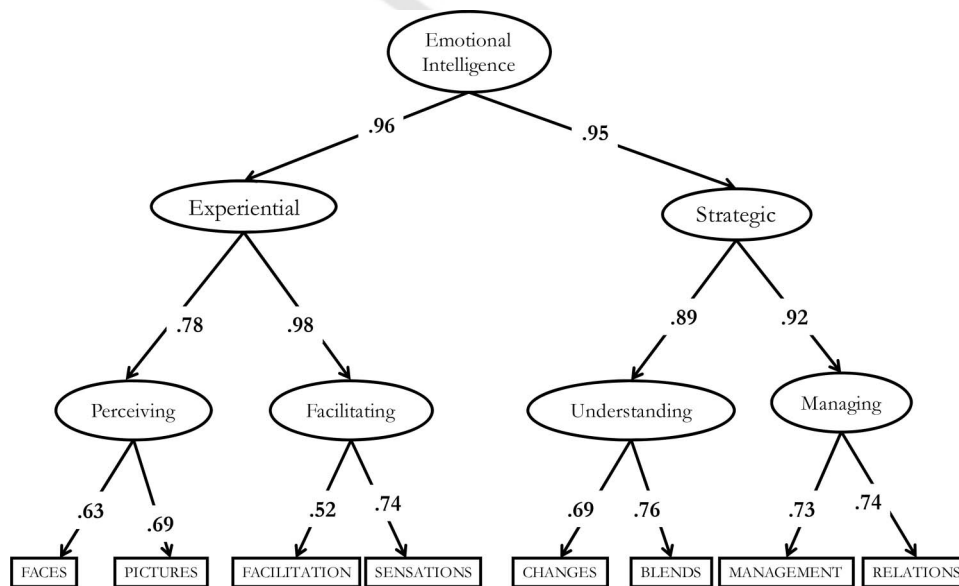 Emotional
Intelligence
.96
.95
Experiential
Strategic
.78
.98
.89
.92
Perceiving
Facilitating
Understanding
Managing
.63
.69
.52
.74
.69
.76
.73
.74
FACES
PICTURES
FACILITATION
SENSATIONS
CHANGES
BLENDS
MANAGEMENT
RELATIONS